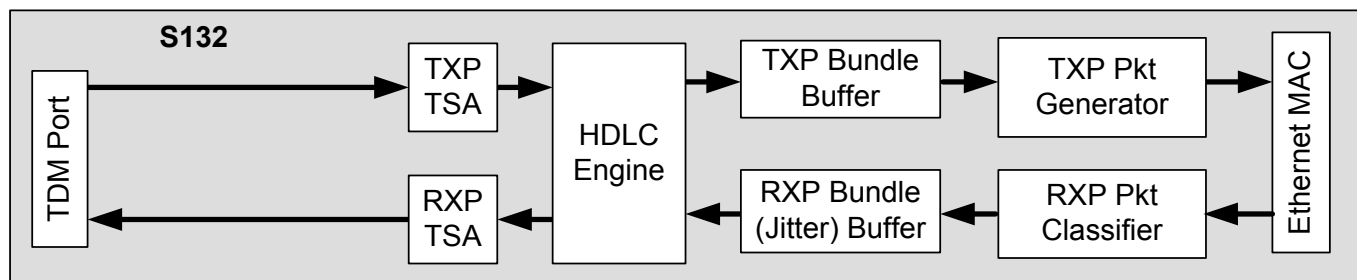 S132
TDM Port
TXP
TSA
RXP
TSA
HDLC
Engine
TXP Bundle
Buffer
RXP Bundle
(Jitter) Buffer
TXP Pkt
Generator
RXP Pkt
Classifier
Ethernet MAC